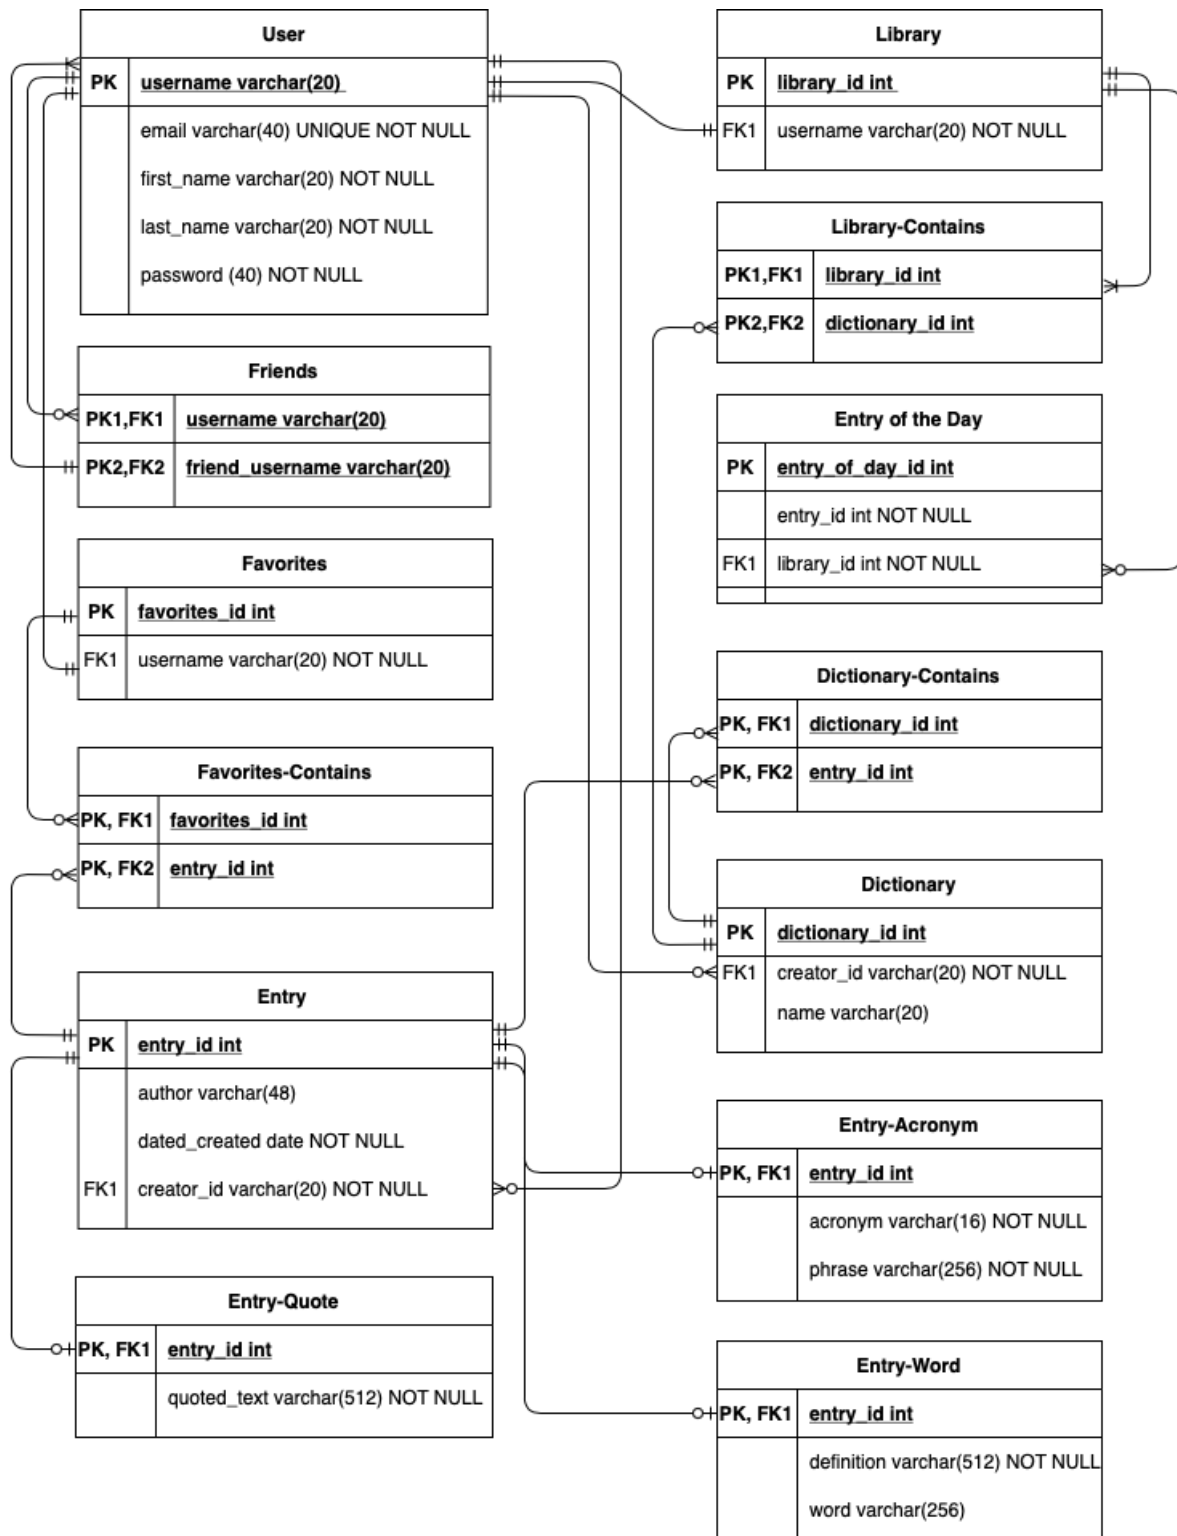 User
PK username varchar(20)
email varchar(40) UNIQUE NOT NULL
first_name varchar(20) NOT NULL
last_name varchar(20) NOT NULL
password (40) NOT NULL
Friends
PK1,FK1 username varchar(20)
PK2,FK2 friend_username varchar(20)
Favorites
PK favorites_id int
FK1 username varchar(20) NOT NULL
Favorites-Contains
PK, FK1 favorites_id int
PK, FK2 entry_id int
Entry
PK entry_id int
author varchar(48)
dated_created date NOT NULL
FK1 creator_id varchar(20) NOT NULL
Entry-Quote
PK, FK1 entry_id int
quoted_text varchar(512) NOT NULL
Library
PK library_id int
FK1 username varchar(20) NOT NULL
Library-Contains
PK1,FK1 library_id int
PK2,FK2 dictionary_id int
Entry of the Day
PK entry_of_day_id int
entry_id int NOT NULL
FK1 library_id int NOT NULL
Dictionary-Contains
PK, FK1 dictionary_id int
PK, FK2 entry_id int
Dictionary
PK dictionary_id int
FK1 creator_id varchar(20) NOT NULL
name varchar(20)
Entry-Acronym
PK, FK1 entry_id int
acronym varchar(16) NOT NULL
phrase varchar(256) NOT NULL
Entry-Word
PK, FK1 entry_id int
definition varchar(512) NOT NULL
word varchar(256)